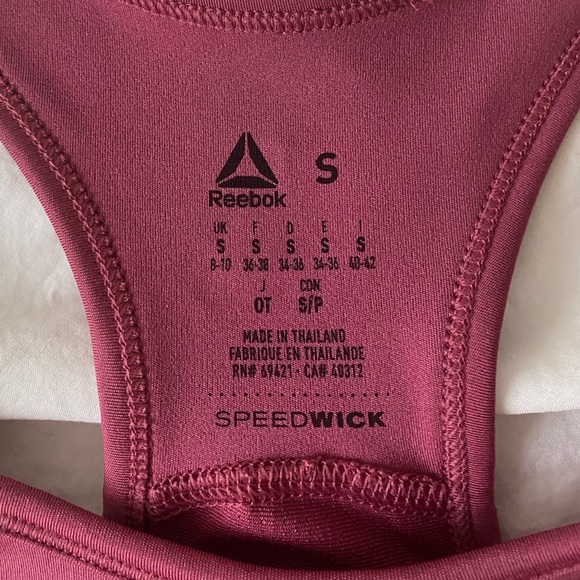 S
Reebok
UK F D E I
S S S S S
8-10 36-38 34-36 34-36 40-42
J CDN
OT S/P
MADE IN THAILAND
FABRIQUE EN THAILANDE
RN# 69421 · CA# 40312
SPEEDWICK